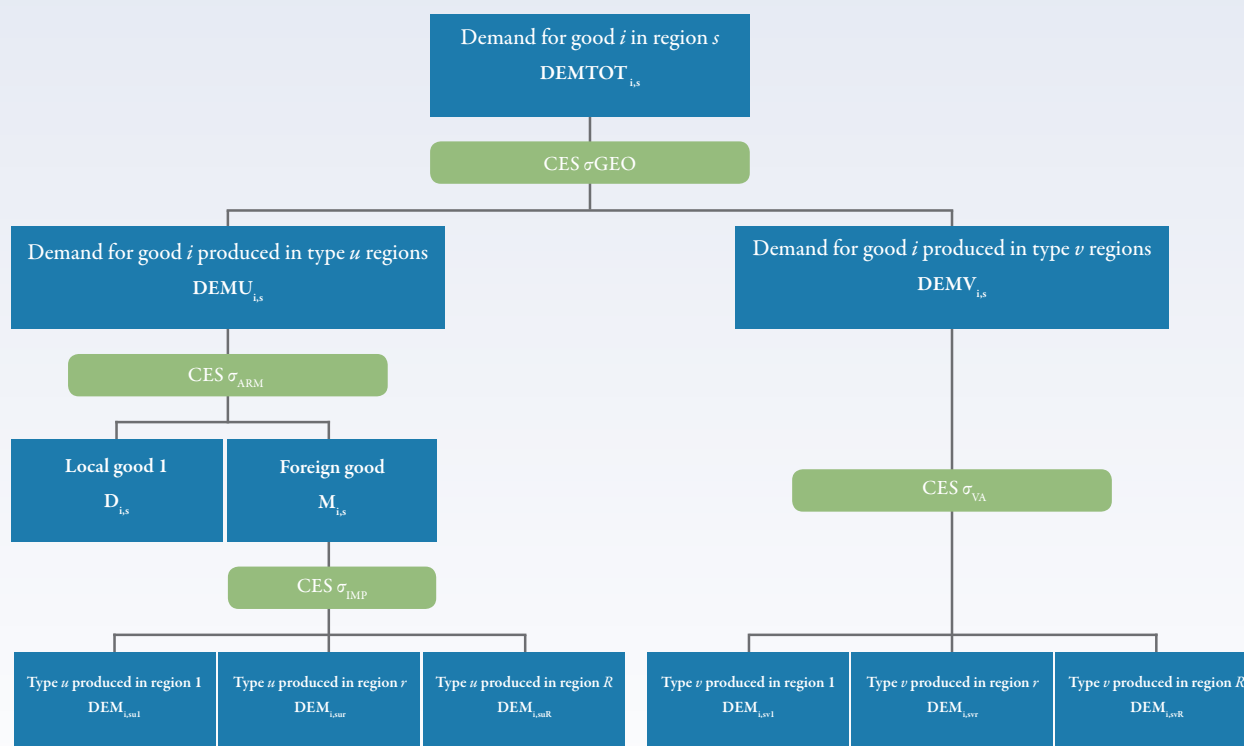 Demand for good i in region s
DEMTOT i,s
CES σGEO
Demand for good i produced in type u regions
DEMU i,s
Demand for good i produced in type v regions
DEMV i,s
CES σ ARM
Local good 1
D i,s
Foreign good
M i,s
CES σ VA
CES σ IMP
Type u produced in region 1
DEM i,su1
Type u produced in region r
DEM i,sur
Type u produced in region R
DEM i,suR
Type v produced in region 1
DEM i,sv1
Type v produced in region r
DEM i,svr
Type v produced in region R
DEM i,svR